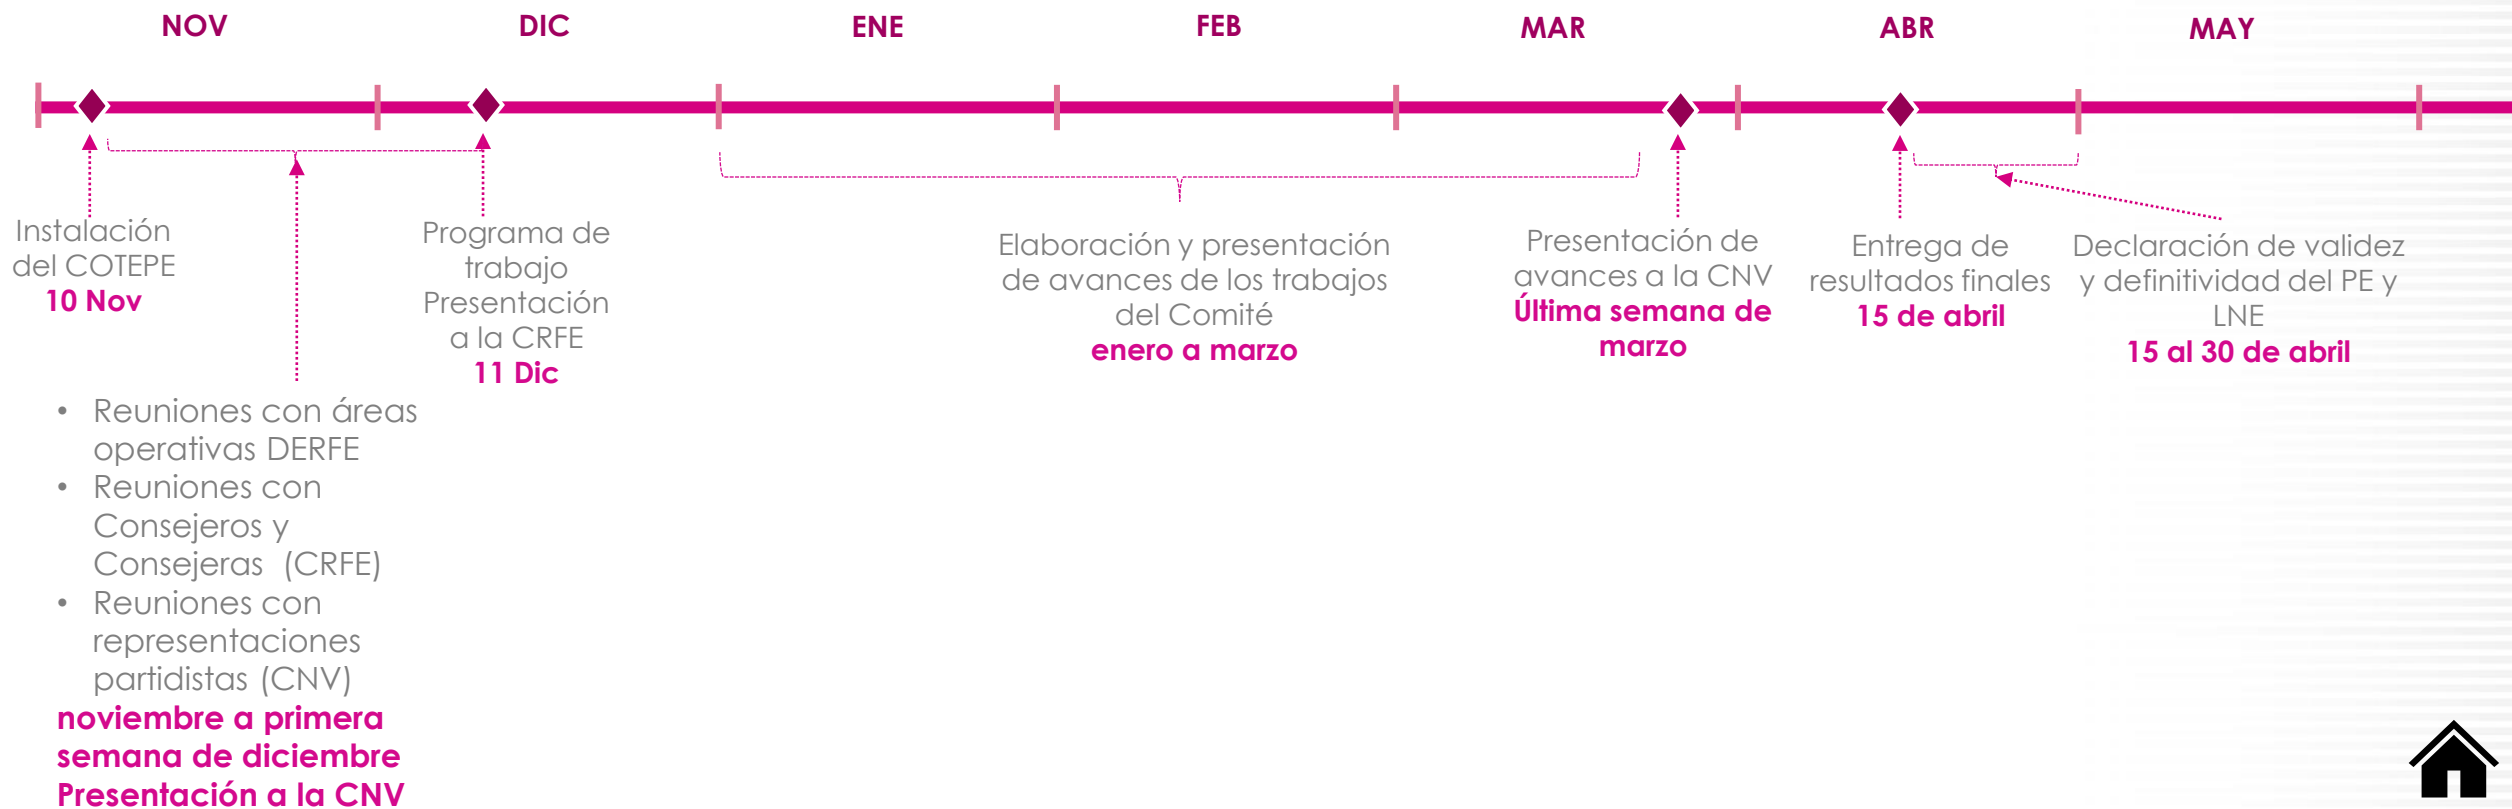 NOV
DIC
ENE
FEB
MAR
ABR
MAY
Instalación
del COTEPE
10 Nov
• Reuniones con áreas
operativas DERFE
• Reuniones con
Consejeros y
Consejeras (CRFE)
• Reuniones con
representaciones
partidistas (CNV)
noviembre a primera
semana de diciembre
Presentación a la CNV
Programa de
trabajo
Presentación
a la CRFE
11 Dic
Elaboración y presentación
de avances de los trabajos
del Comité
enero a marzo
Presentación de
avances a la CNV
Última semana de
marzo
Entrega de
resultados finales
15 de abril
Declaración de validez
y definitividad del PE y
LNE
15 al 30 de abril